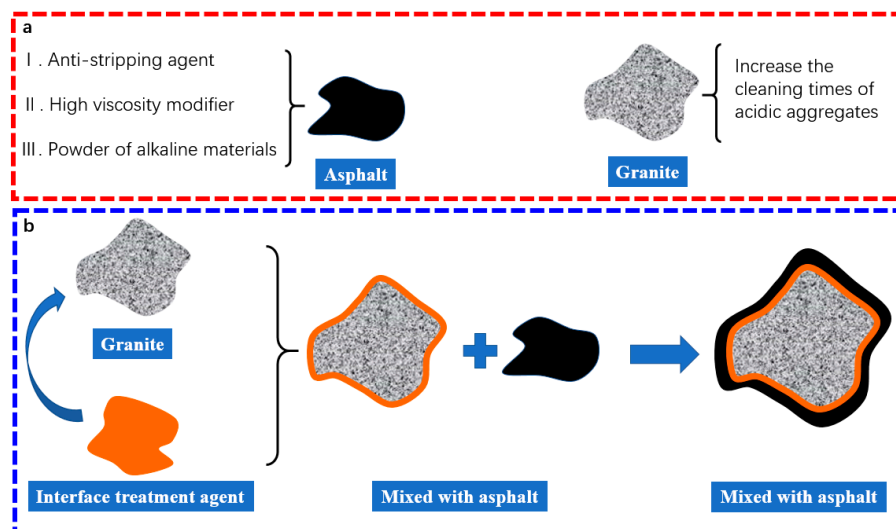 a
Ⅰ. Anti-stripping agent
Ⅱ. High viscosity modifier
Ⅲ. Powder of alkaline materials
Asphalt
Granite
Increase the
cleaning times of
acidic aggregates
b
Granite
Interface treatment agent
Mixed with asphalt
Mixed with asphalt